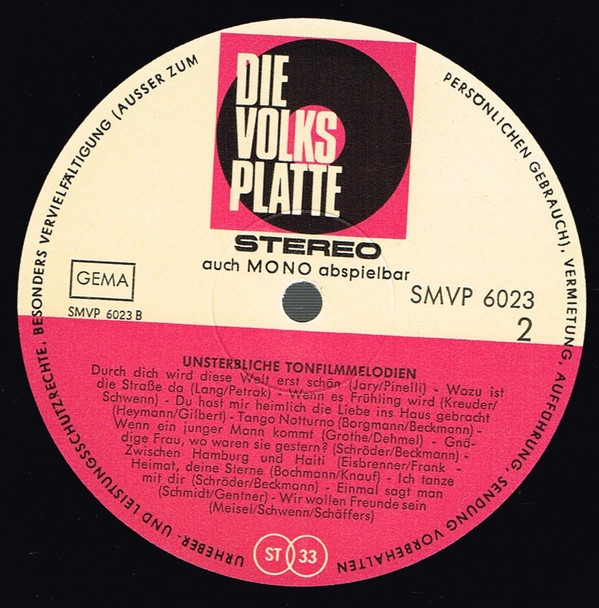 DIE
VOLKS
PLATTE
STEREO
auch MONO abspielbar
GEMA
SMVP 6023 B
SMVP 6023
2
UNSTERBLICHE TONFILMMELODIEN
Durch dich wird diese Welt erst schön (Jary/Pinelli) - Wozu ist
die Straße da (Lang/Petrak) - Wenn es Frühling wird (Kreuder/
Schwenn) - Du hast mir heimlich die Liebe ins Haus gebracht
(Heymann/Gilbert) - Tango Notturno (Borgmann/Beckmann) -
Wenn ein junger Mann kommt (Grothe/Dehmel) - Gnä-
dige Frau, wo waren sie gestern? (Schröder/Beckmann) -
Zwischen Hamburg und Haiti (Eisbrenner/Frank -
Heimat, deine Sterne (Bochmann/Knauf) - Ich tanze
mit dir (Schröder/Beckmann) - Einmal sagt man
(Schmidt/Gentner) - Wir wollen Freunde sein
(Meisel/Schwenn/Schäffers)
ST 33
URHEBER- UND LEISTUNGSSCHUTZRECHTE, BESONDERS VERVIELFÄLTIGUNG (AUSSER ZUM PERSÖNLICHEN GEBRAUCH), VERMIETUNG, AUFFÜHRUNG, SENDUNG VORBEHALTEN